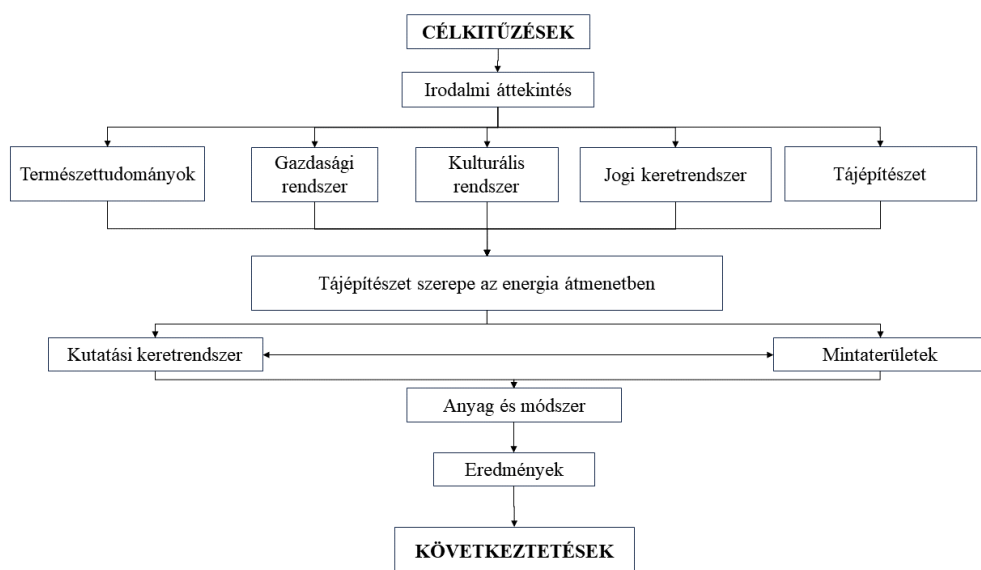 CÉLKITŰZÉSEK
Irodalmi áttekintés
Természettudományok
Gazdasági
rendszer
Kulturális
rendszer
Jogi keretrendszer
Tájépítészet
Tájépítészet szerepe az energia átmenetben
Kutatási keretrendszer
Mintaterületek
Anyag és módszer
Eredmények
KÖVETKEZTETÉSEK